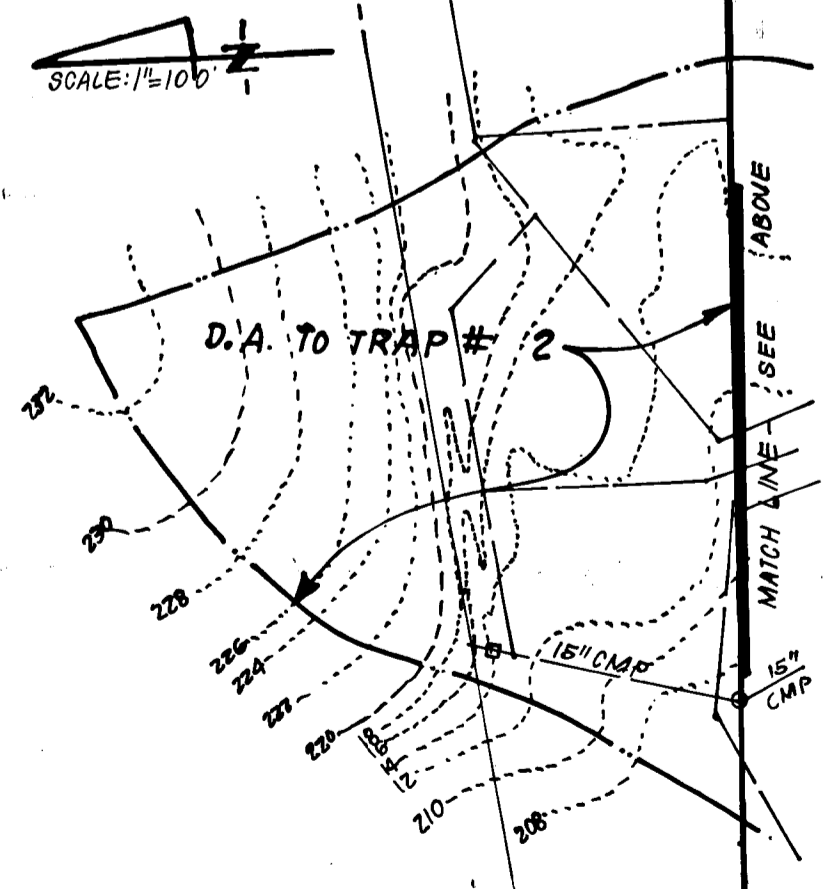 N
SCALE: 1"=100'
D.A. TO TRAP # 2
MATCH LINE - SEE ABOVE
232
230
228
226
224
222
220
18
16
14
12
210
208
15" CMP
15"
CMP